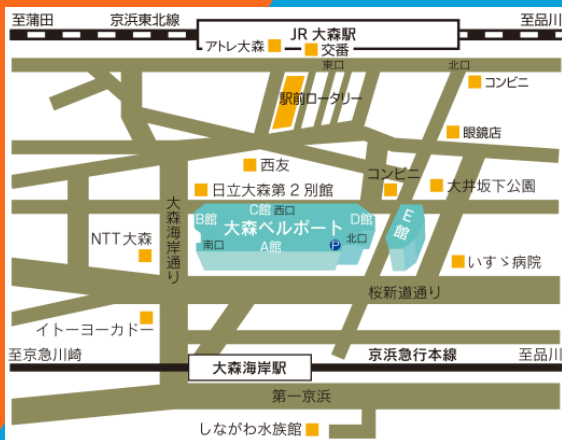 至蒲田 京浜東北線 至品川
JR 大森駅
アトレ大森 交番
東口 北口
コンビニ
駅前ロータリー
眼鏡店
西友 コンビニ
日立大森第2別館 大井坂下公園
大森海岸通り
C館 西口
B館 大森ベルポート D館 E館
NTT大森
南口 A館 P 北口
いすゞ病院
桜新道通り
イトーヨーカドー
至京急川崎 京浜急行本線 至品川
大森海岸駅
第一京浜
しながわ水族館